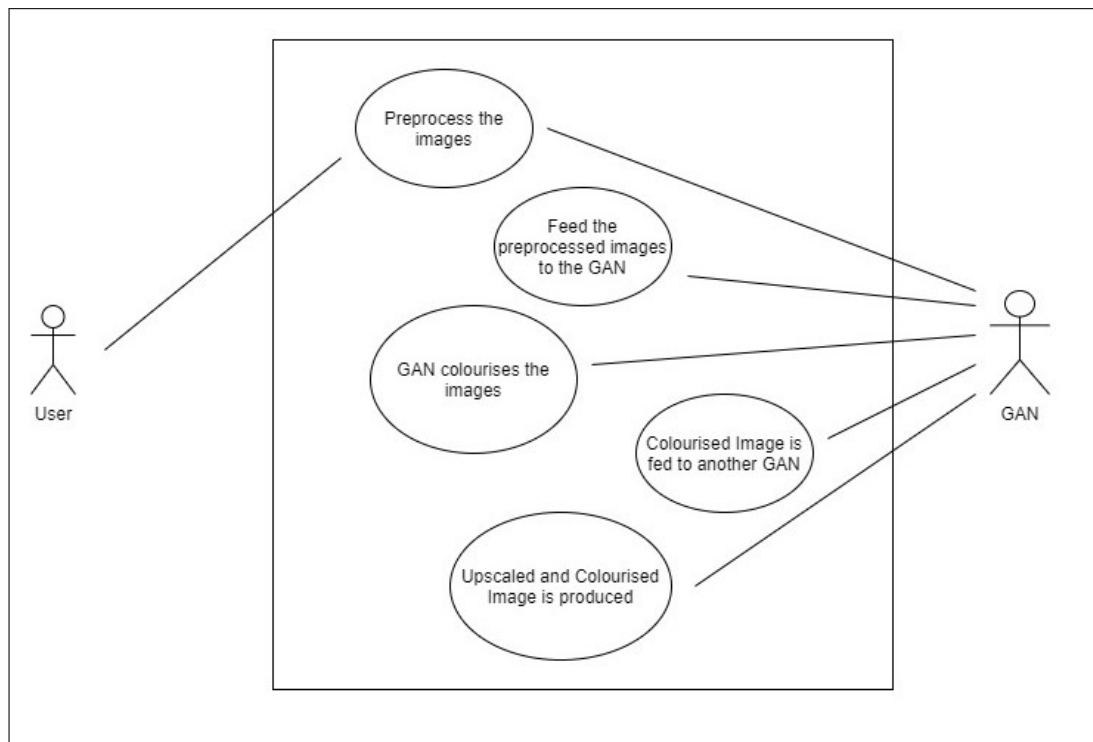 Preprocess the
images
Feed the
preprocessed images
to the GAN
GAN colourises the
images
User
GAN
Colourised Image is
fed to another GAN
Upscaled and Colourised
Image is produced